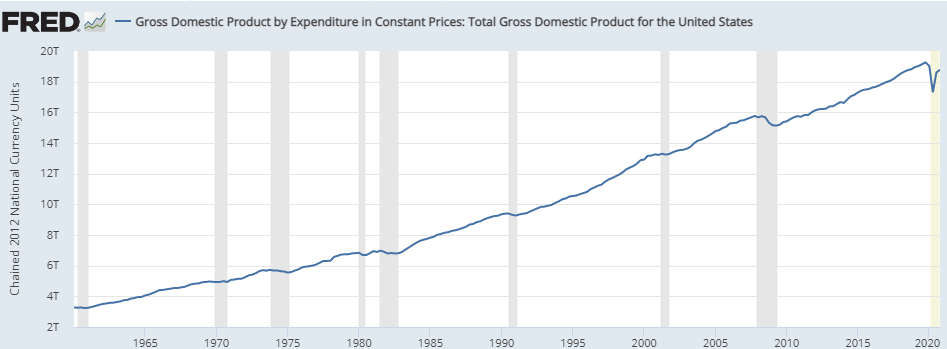 FRED
Gross Domestic Product by Expenditure in Constant Prices: Total Gross Domestic Product for the United States
Chained 2012 National Currency Units
20T
18T
16T
14T
12T
10T
8T
6T
4T
2T
1965 1970 1975 1980 1985 1990 1995 2000 2005 2010 2015 2020